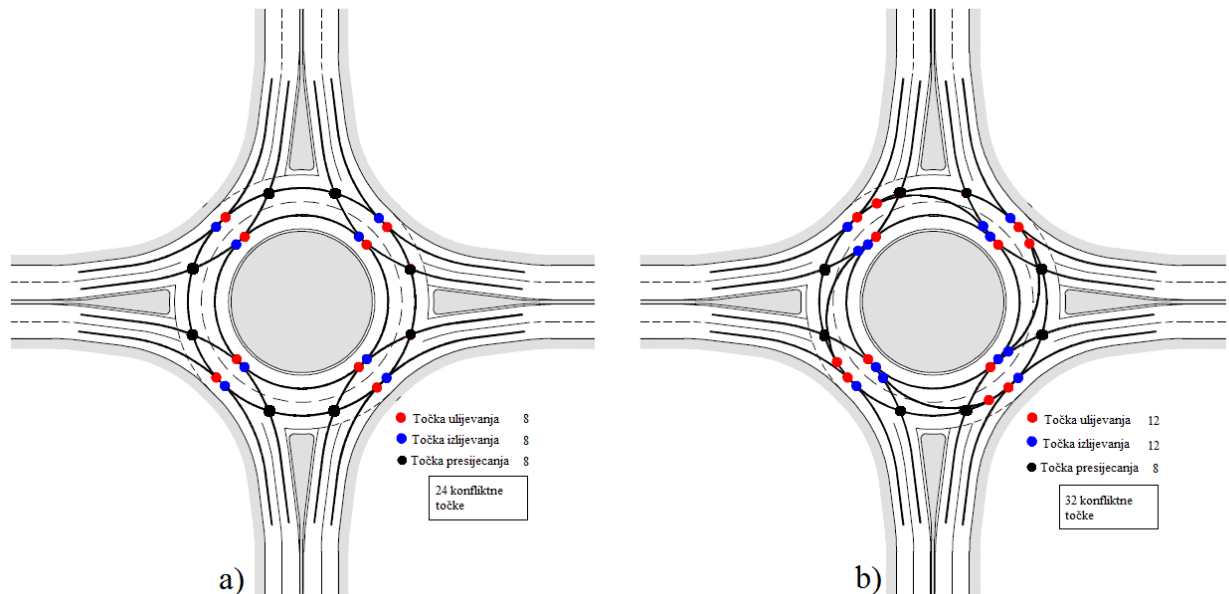 Točka ulijevanja 8
Točka izlijevanja 8
Točka presijecanja 8
24 konfliktne
točke
a)
Točka ulijevanja 12
Točka izlijevanja 12
Točka presijecanja 8
32 konfliktne
točke
b)